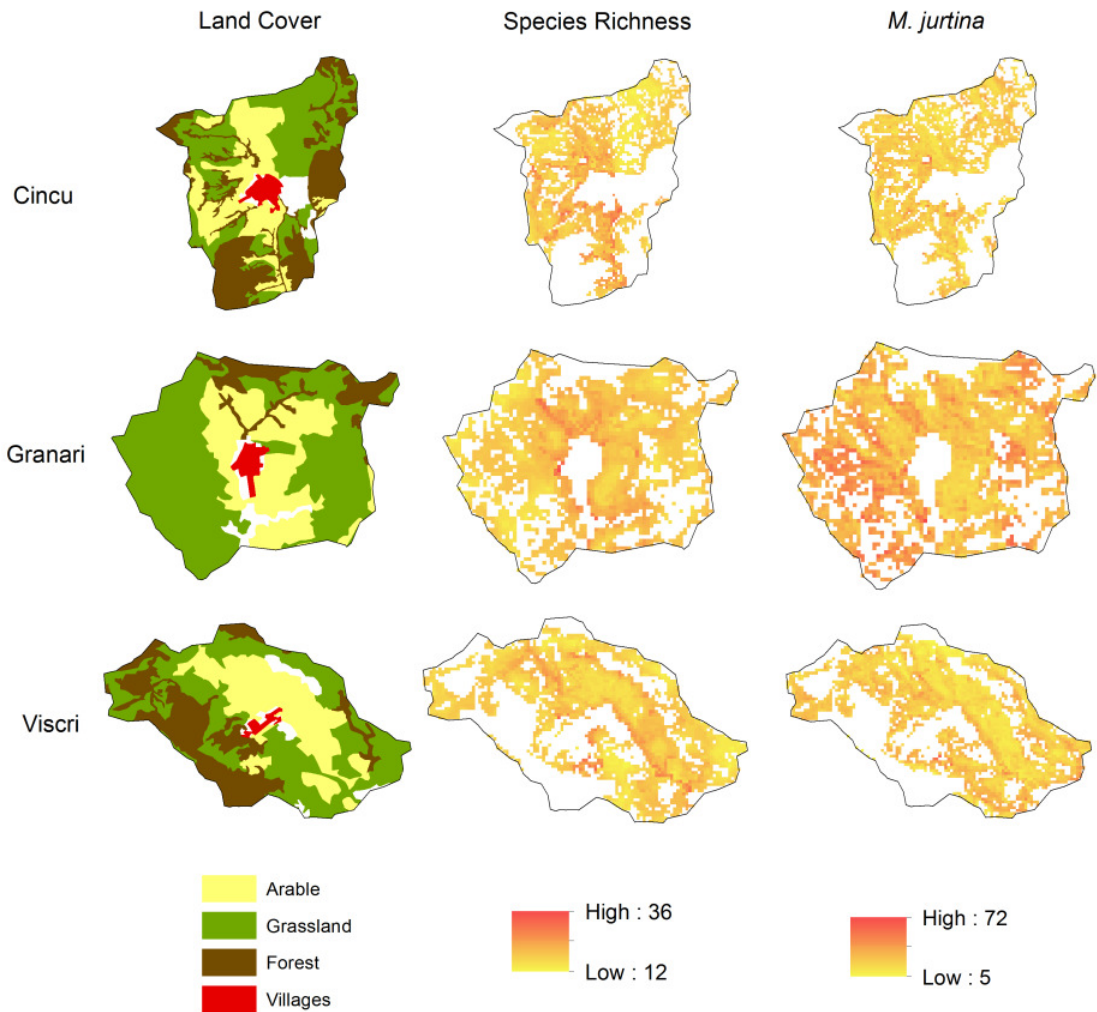 Land Cover
Species Richness
M. jurtina
Cincu
Granari
Viscri
Arable
Grassland
Forest
Villages
High : 36
Low : 12
High : 72
Low : 5